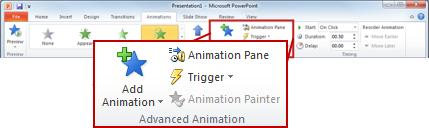 Presentation1 - Microsoft PowerPoint
File Home Insert Design Transitions Animations Slide Show Review View
Preview
None Appear Fade
Animation Pane
Trigger
Start: On Click
Duration: 00.50
Delay: 00.00
Reorder Animation
Move Earlier
Move Later
Preview Timing
Add Animation
Animation Pane
Trigger
Animation Painter
Advanced Animation